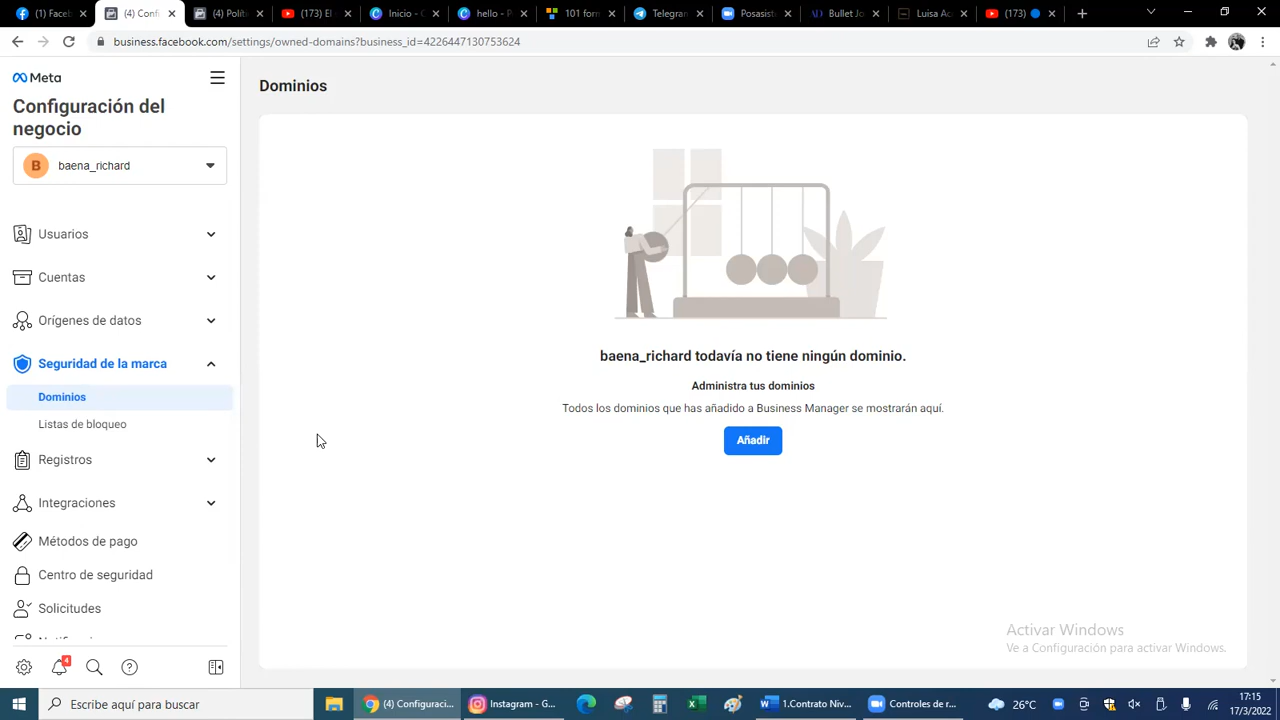 (1) Faceb
(4) Conf
Polít
(173) El
Inicio - C
hello - P
101 form
Telegram
Posasist
Bullet Jo
Luisa Ac
(173)
business.facebook.com/settings/owned-domains?business_id=4226447130753624
Meta
Configuración del
negocio
B baena_richard
Usuarios
Cuentas
Orígenes de datos
Seguridad de la marca
Dominios
Listas de bloqueo
Registros
Integraciones
Métodos de pago
Centro de seguridad
Solicitudes
4
Dominios
baena_richard todavía no tiene ningún dominio.
Administra tus dominios
Todos los dominios que has añadido a Business Manager se mostrarán aquí.
Añadir
Activar Windows
Ve a Configuración para activar Windows.
Escribe aquí para buscar
(4) Configuraci...
Instagram - G...
1.Contrato Niv...
Controles de r...
26°C
17:15
17/3/2022